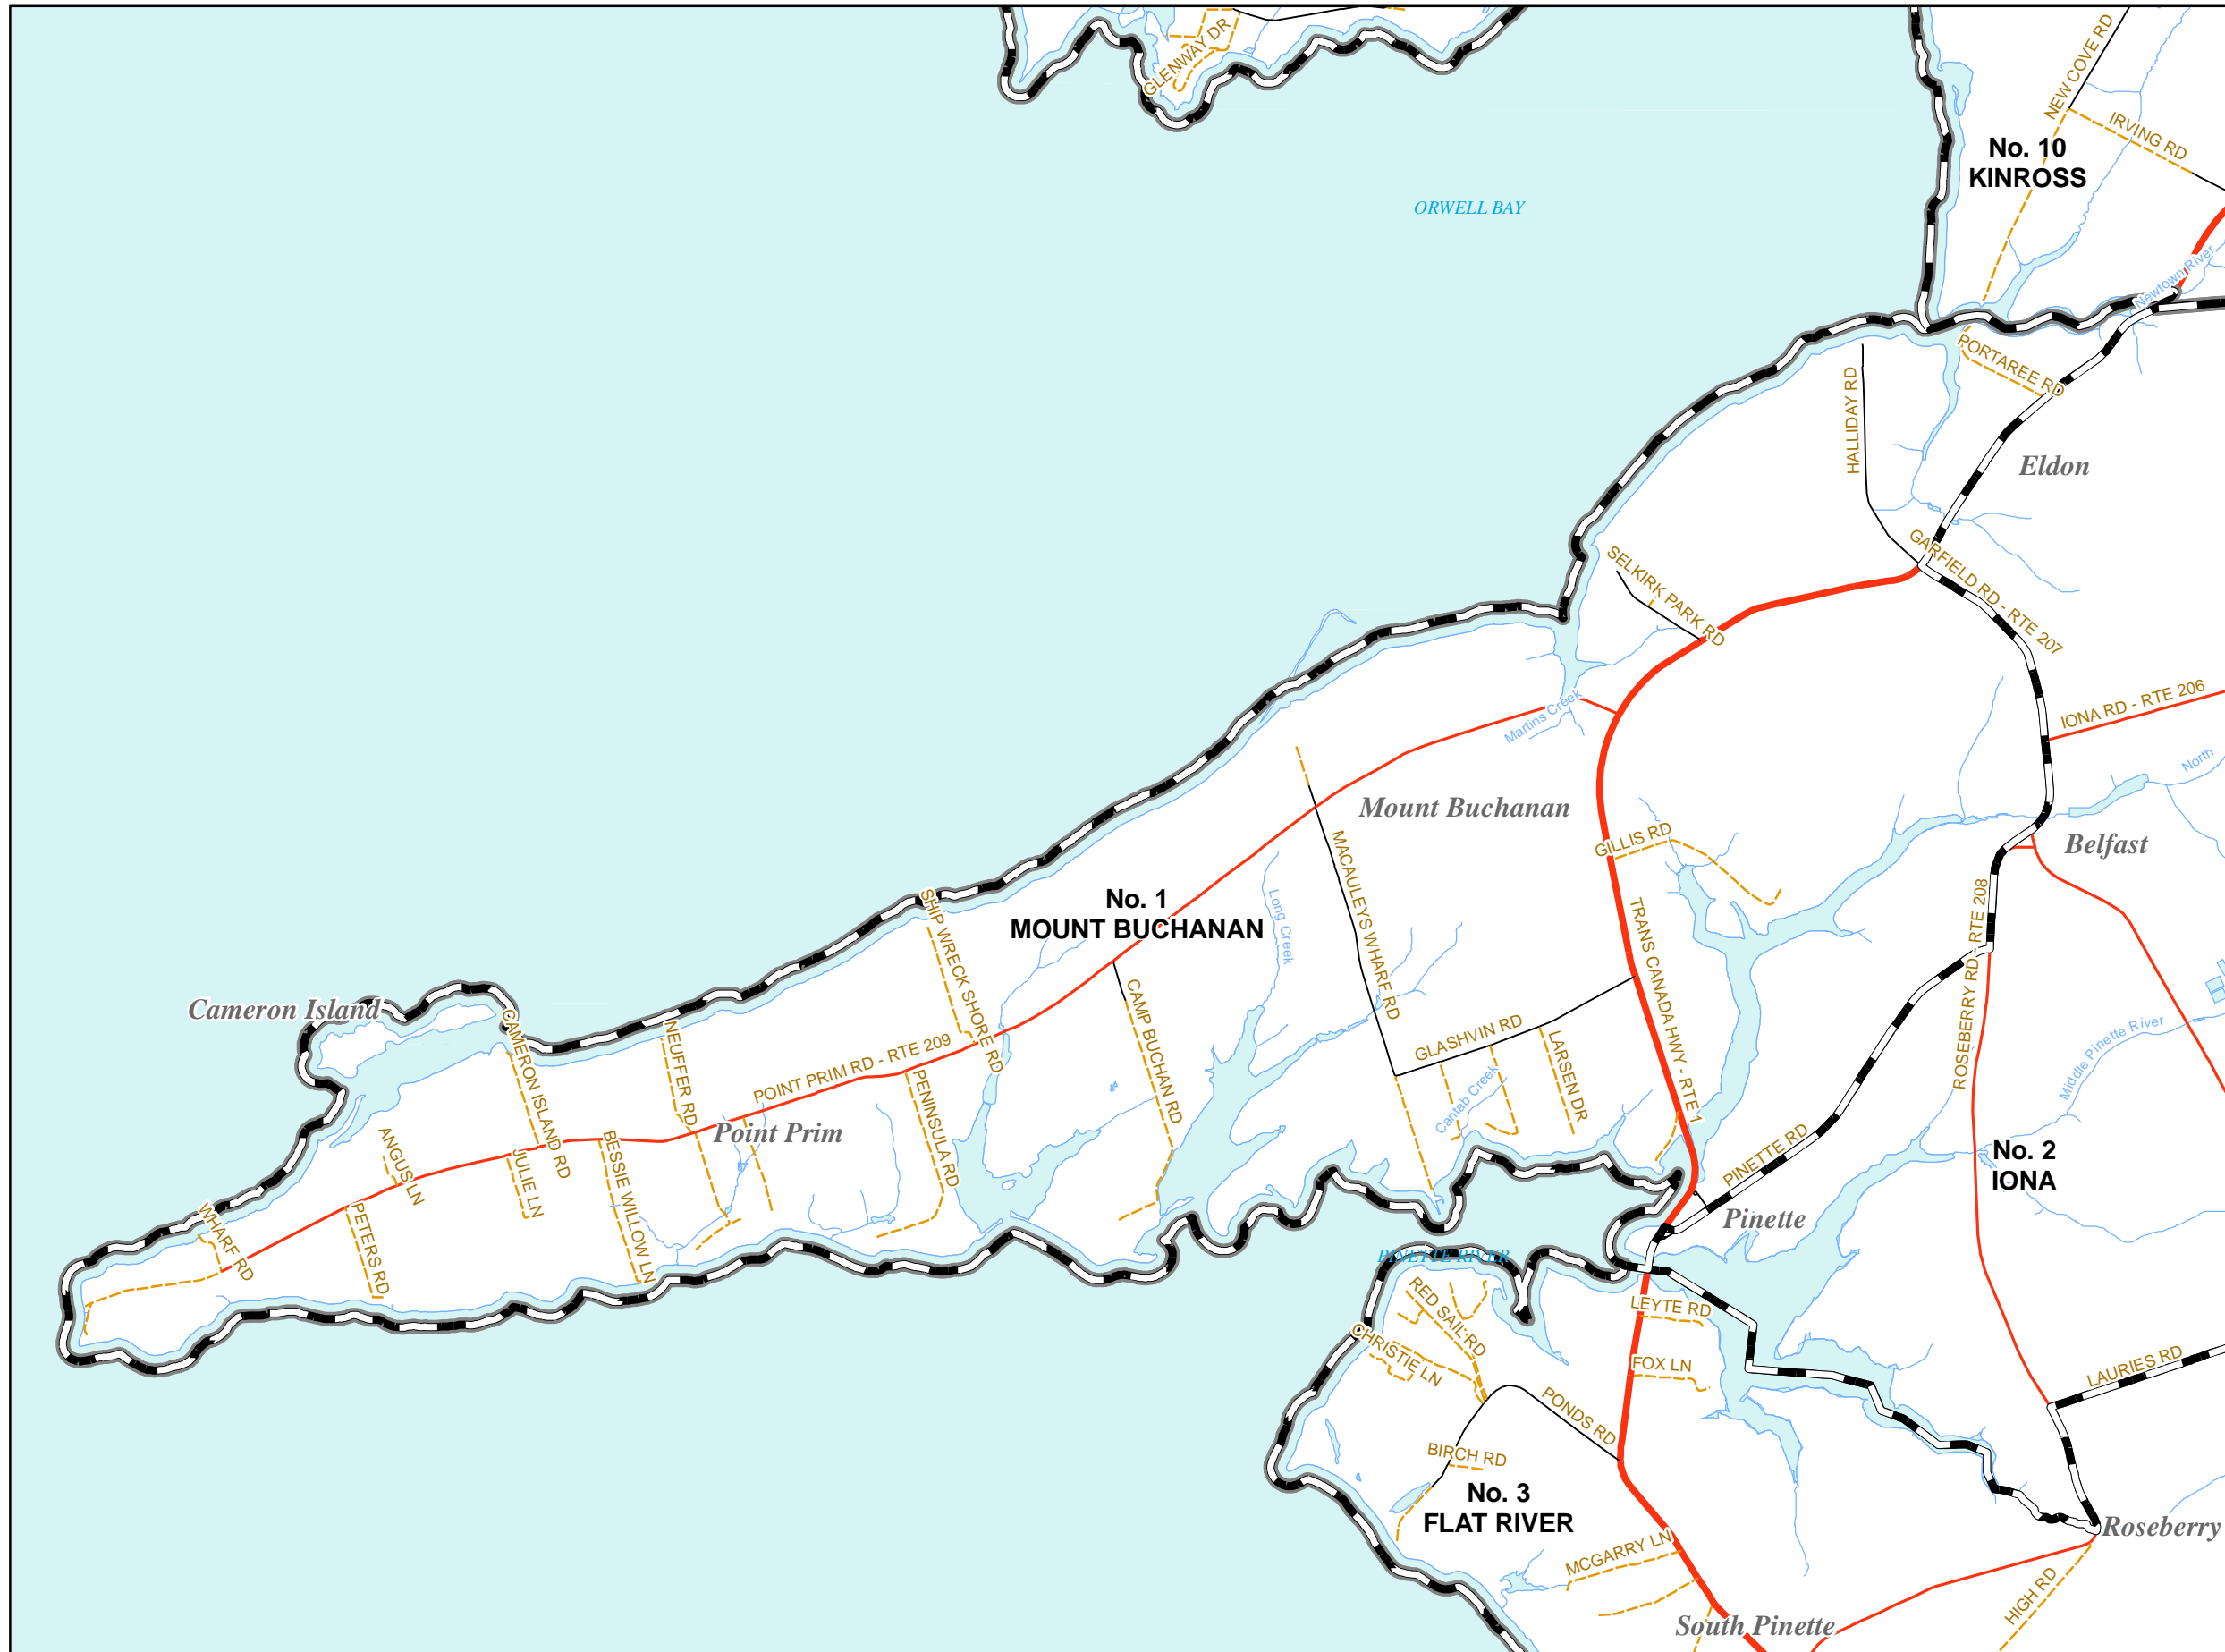 GLENWAY DR
NEW COVE RD
IRVING RD
No. 10
KINROSS
ORWELL BAY
Newtown River
PORTAREE RD
HALLIDAY RD
Eldon
GARFIELD RD - RTE 207
SELKIRK PARK RD
IONA RD - RTE 206
Martins Creek
North
Mount Buchanan
MACAULEYS WHARF RD
GILLIS RD
Belfast
No. 1
MOUNT BUCHANAN
SHIP WRECK SHORE RD
Long Creek
TRANS CANADA HWY - RTE 1
ROSEBERRY RD - RTE 208
Cameron Island
CAMERON ISLAND RD
NEUFFER RD
POINT PRIM RD - RTE 209
CAMP BUCHAN RD
GLASHVIN RD
LARSEN DR
Cantab Creek
Middle Pinette River
PENINSULA RD
Point Prim
ANGUS LN
JULIE LN
BESSIE WILLOW LN
PINETTE RD
No. 2
IONA
WHARF RD
PETERS RD
Pinette
PINETTE RIVER
RED SAIL RD
LEYTE RD
CHRISTIE LN
FOX LN
LAURIES RD
PONDS RD
BIRCH RD
No. 3
FLAT RIVER
Roseberry
MCGARRY LN
HIGH RD
South Pinette